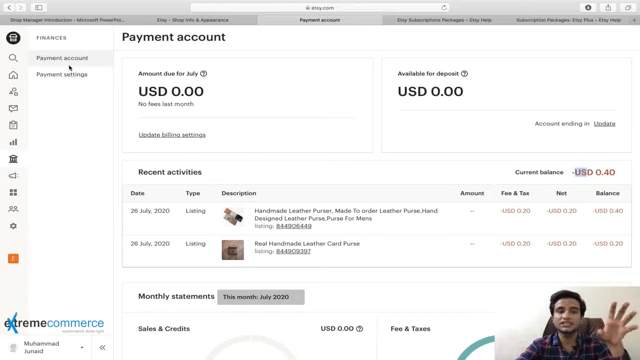 etsy.com
Shop Manager Introduction - Microsoft PowerPoi...
Etsy - Shop Info & Appearance
Payment account
Etsy Subscriptions Packages – Etsy Help
Subscription Packages: Etsy Plus – Etsy Help
FINANCES
Payment account
Payment settings
Payment account
Amount due for July
USD 0.00
No fees last month
Update billing settings
Available for deposit
USD 0.00
Account ending in: Update
Recent activities
Current balance -USD 0.40
Date Type Description Amount Fee & Tax Net Balance
26 July, 2020 Listing Handmade Leather Purser, Made To order Leather Purse,Hand -- -USD 0.20 -USD 0.20 -USD 0.40
Designed Leather Purse,Purse For Mens
listing: 844906449
26 July, 2020 Listing Real Handmade Leather Card Purse -- -USD 0.20 -USD 0.20 -USD 0.20
listing: 844909397
Monthly statements This month: July 2020
Sales & Credits USD 0.00
Fee & Taxes
extremecommerce
ecommerce done right
Muhammad
Junaid